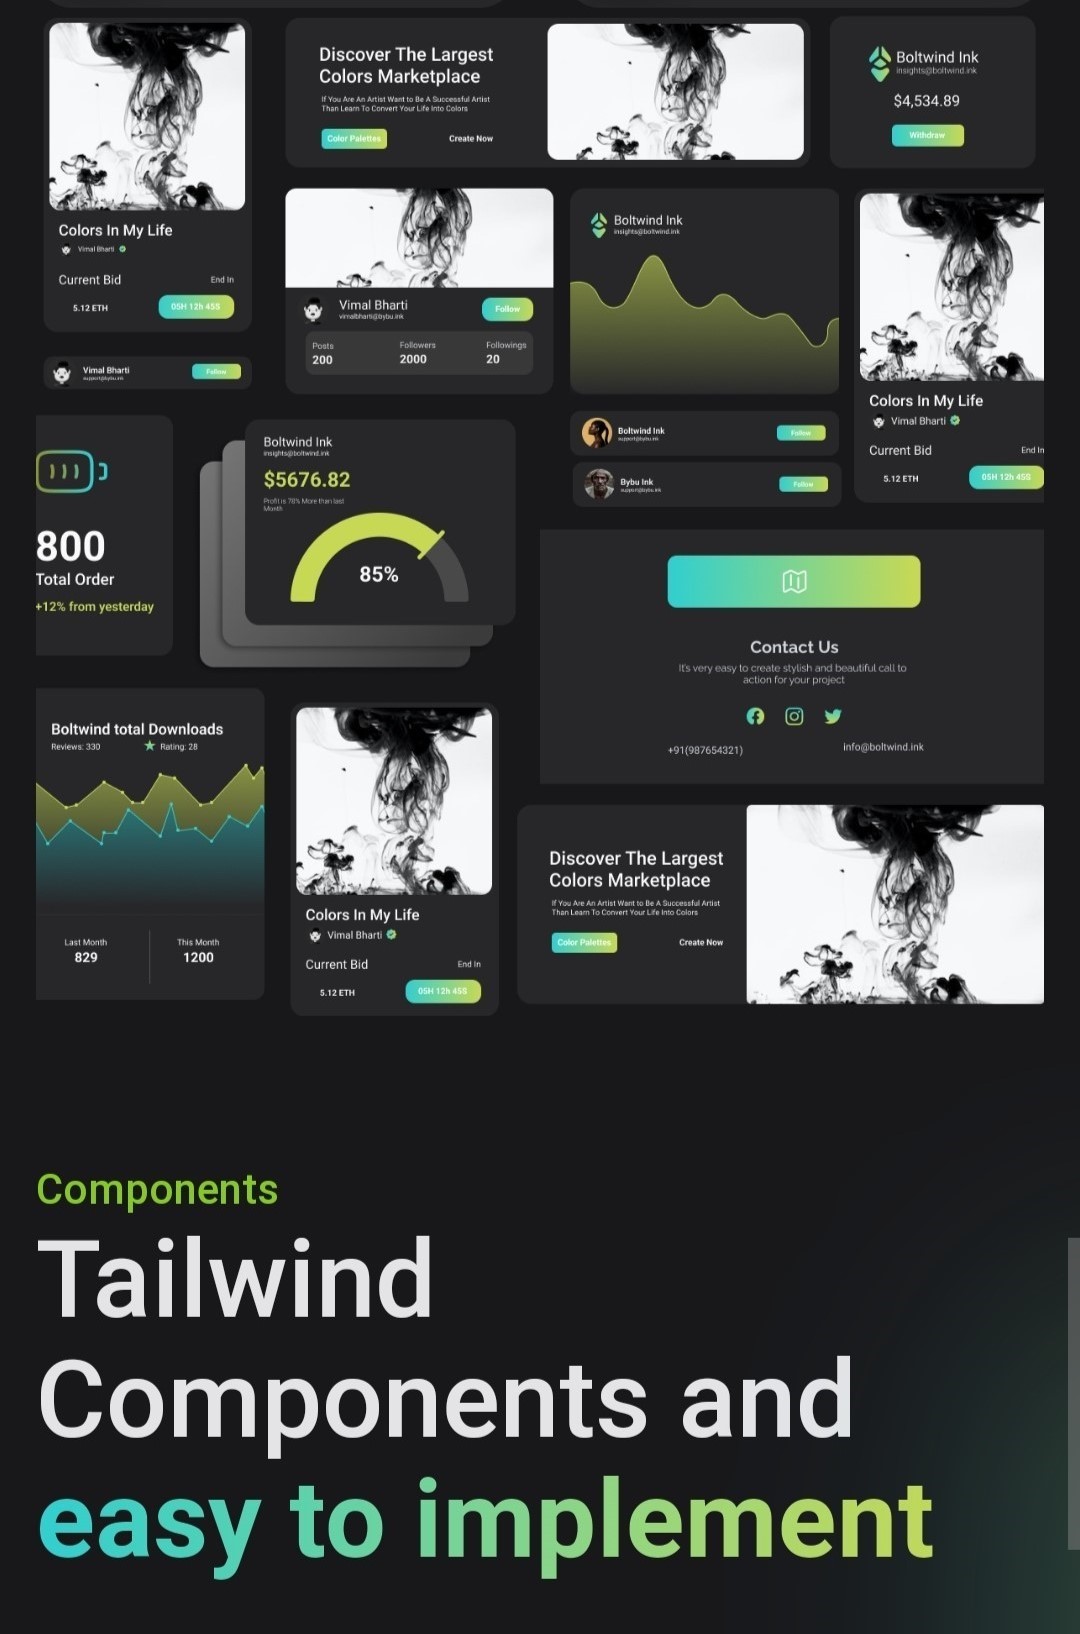 Discover The Largest
Colors Marketplace
If You Are An Artist Want to Be A Successful Artist
Than Learn To Convert Your Life Into Colors
Color Palettes
Create Now
Boltwind Ink
insights@boltwind.ink
$4,534.89
Withdraw
Colors In My Life
Vimal Bharti
Current Bid
End In
5.12 ETH
05H 12h 45S
Vimal Bharti
vimalbharti@bybu.ink
Follow
Posts
200
Followers
2000
Followings
20
Boltwind Ink
insights@boltwind.ink
Vimal Bharti
support@bybu.ink
Follow
Colors In My Life
Vimal Bharti
Current Bid
End In
5.12 ETH
05H 12h 45S
Boltwind Ink
support@bybu.ink
Follow
Bybu Ink
support@bybu.ink
Follow
800
Total Order
+12% from yesterday
Boltwind Ink
insights@boltwind.ink
$5676.82
Profit is 78% More than last
Month
85%
Contact Us
It's very easy to create stylish and beautiful call to
action for your project
+91(987654321)
info@boltwind.ink
Boltwind total Downloads
Reviews: 330
Rating: 28
Last Month
829
This Month
1200
Colors In My Life
Vimal Bharti
Current Bid
End In
5.12 ETH
05H 12h 45S
Discover The Largest
Colors Marketplace
If You Are An Artist Want to Be A Successful Artist
Than Learn To Convert Your Life Into Colors
Color Palettes
Create Now
Components
Tailwind
Components and
easy to implement